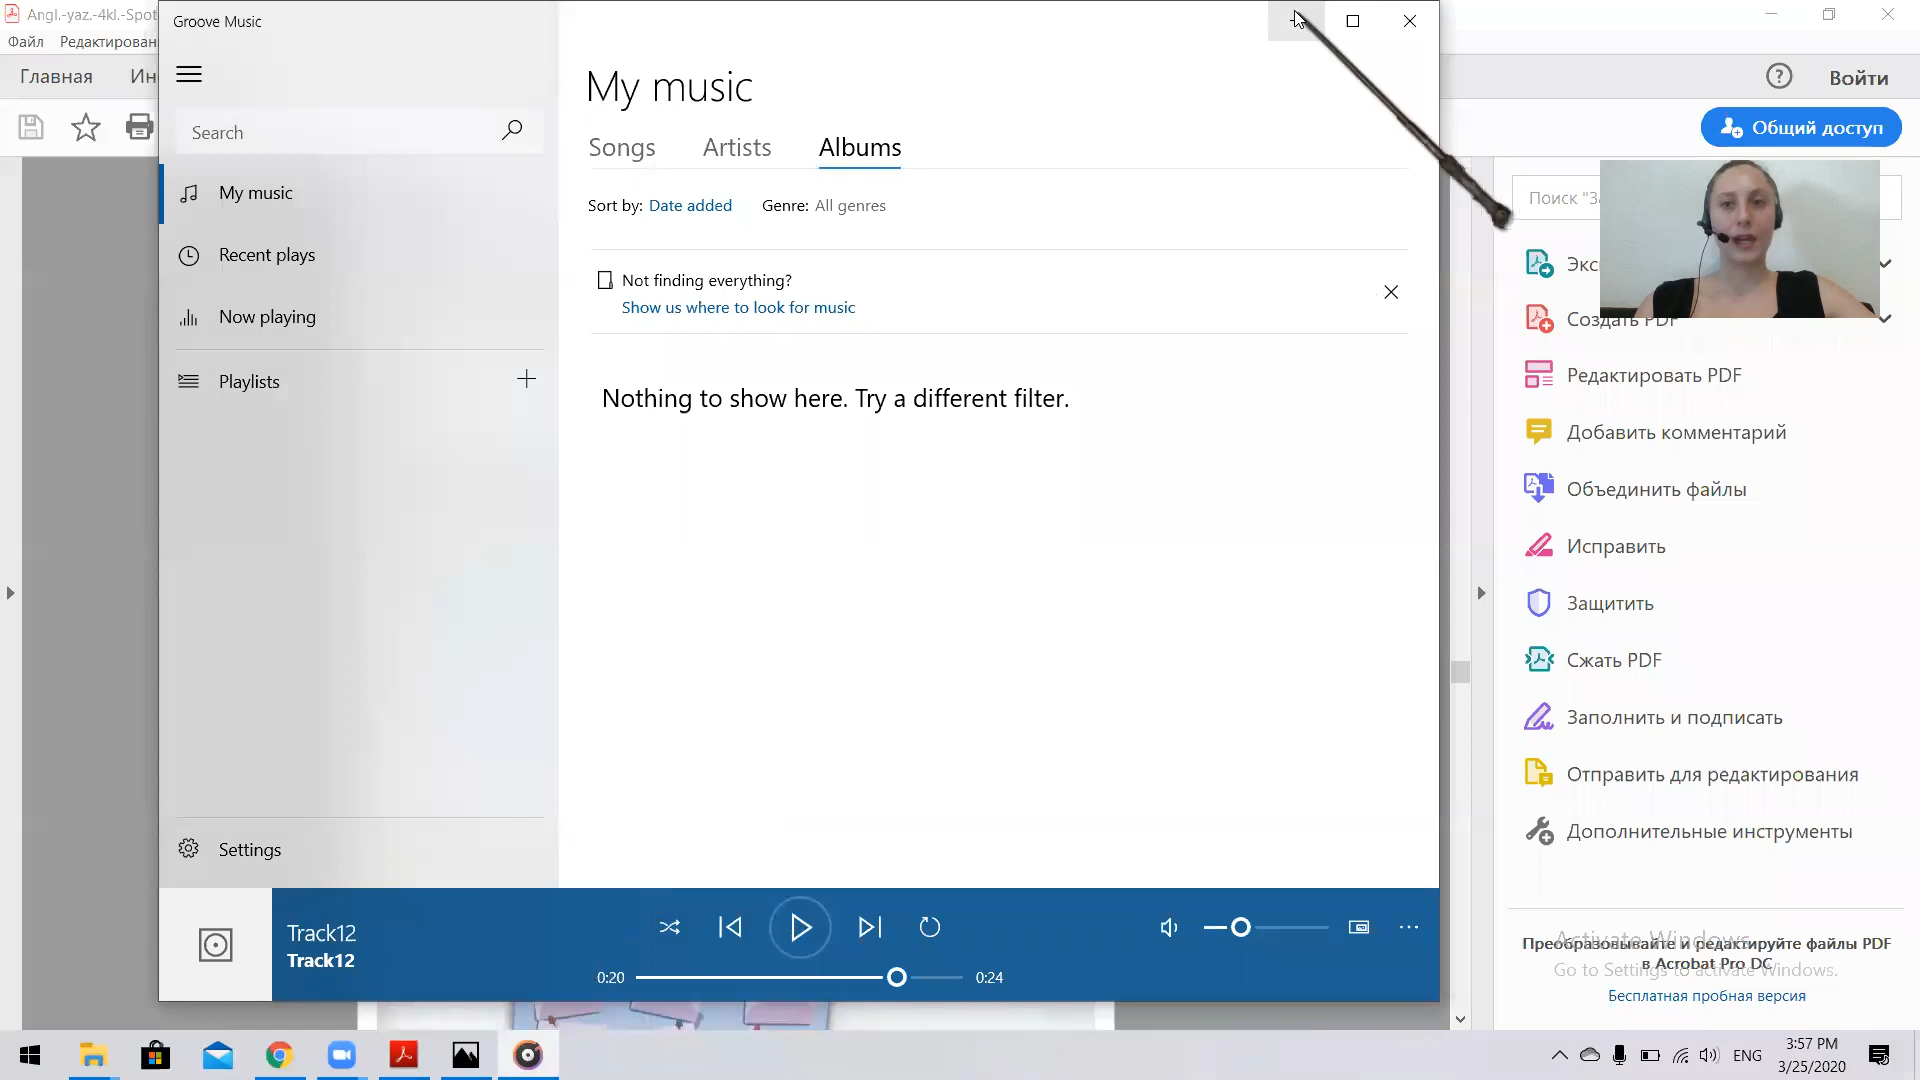 Angl.-yaz.-4kl.-Spot
Файл Редактирован
Главная
Войти
Общий доступ
Groove Music
Search
My music
Recent plays
Now playing
Playlists
Settings
My music
Songs Artists Albums
Sort by: Date added Genre: All genres
Not finding everything?
Show us where to look for music
Nothing to show here. Try a different filter.
Track12
Track12
0:20 0:24
Создать PDF
Редактировать PDF
Добавить комментарий
Объединить файлы
Исправить
Защитить
Сжать PDF
Заполнить и подписать
Отправить для редактирования
Дополнительные инструменты
Activate Windows
Преобразовывайте и редактируйте файлы PDF
в Acrobat Pro DC
Go to Settings to activate Windows.
Бесплатная пробная версия
ENG
3:57 PM
3/25/2020